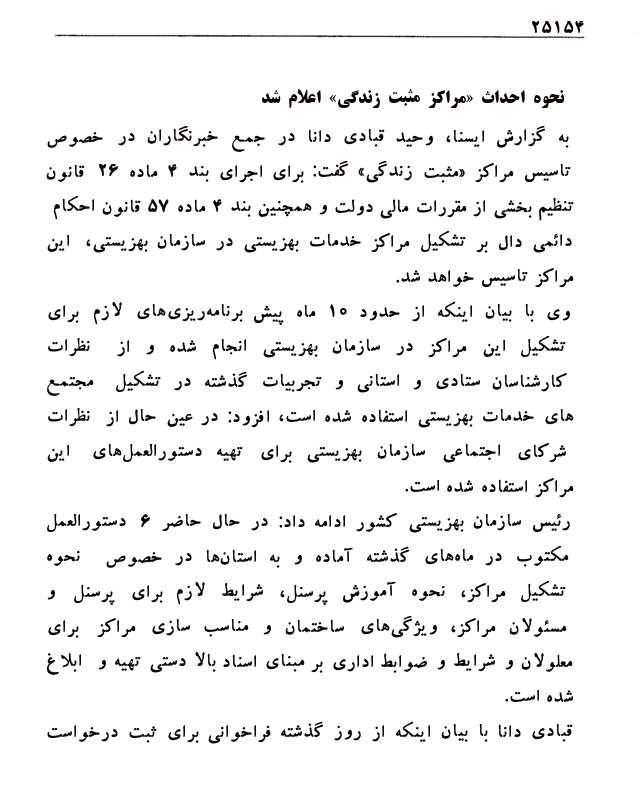 ۲۵۱۵۴
نحوه احداث «مراکز مثبت زندگی» اعلام شد
به گزارش ایسنا، وحید قبادی دانا در جمع خبرنگاران در خصوص
تاسیس مراکز «مثبت زندگی» گفت: برای اجرای بند ۴ ماده ۲۶ قانون
تنظیم بخشی از مقررات مالی دولت و همچنین بند ۴ ماده ۵۷ قانون احکام
دائمی دال بر تشکیل مراکز خدمات بهزیستی در سازمان بهزیستی، این
مراکز تاسیس خواهد شد.
وی با بیان اینکه از حدود ۱۰ ماه پیش برنامه‌ریزی‌های لازم برای
تشکیل این مراکز در سازمان بهزیستی انجام شده و از نظرات
کارشناسان ستادی و استانی و تجربیات گذشته در تشکیل مجتمع
های خدمات بهزیستی استفاده شده است، افزود: در عین حال از نظرات
شرکای اجتماعی سازمان بهزیستی برای تهیه دستورالعمل‌های این
مراکز استفاده شده است.
رئیس سازمان بهزیستی کشور ادامه داد: در حال حاضر ۶ دستورالعمل
مکتوب در ماه‌های گذشته آماده و به استان‌ها در خصوص نحوه
تشکیل مراکز، نحوه آموزش پرسنل، شرایط لازم برای پرسنل و
مسئولان مراکز، ویژگی‌های ساختمان و مناسب سازی مراکز برای
معلولان و شرایط و ضوابط اداری بر مبنای اسناد بالا دستی تهیه و ابلاغ
شده است.
قبادی دانا با بیان اینکه از روز گذشته فراخوانی برای ثبت درخواست